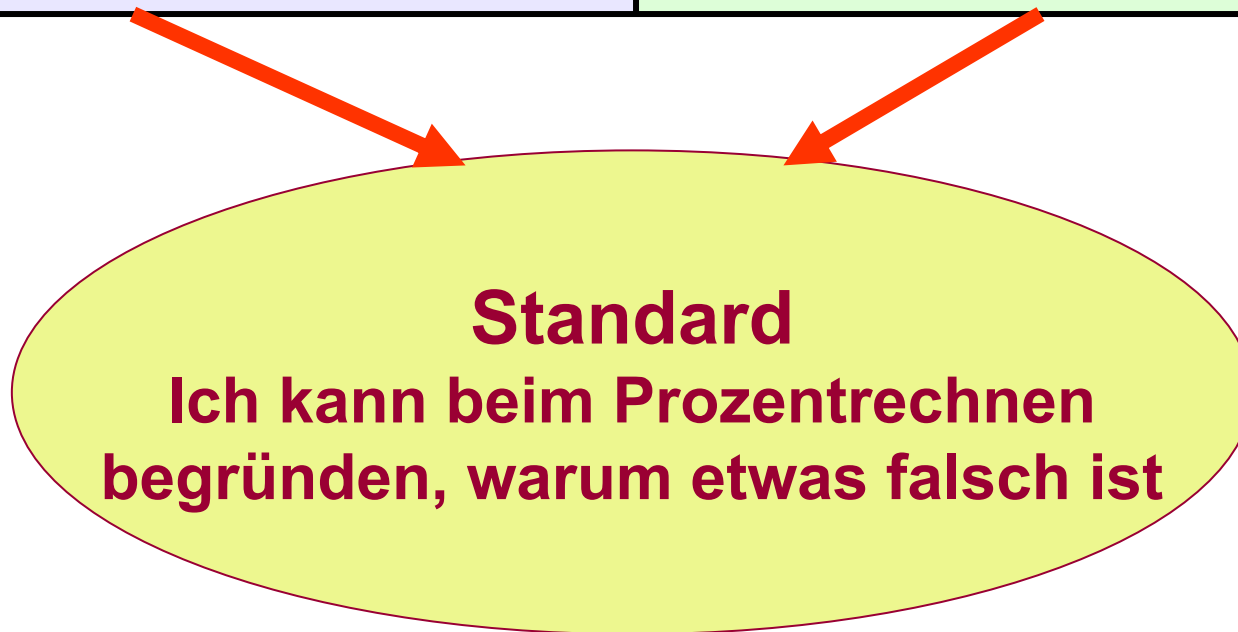 Standard
Ich kann beim Prozentrechnen
begründen, warum etwas falsch ist